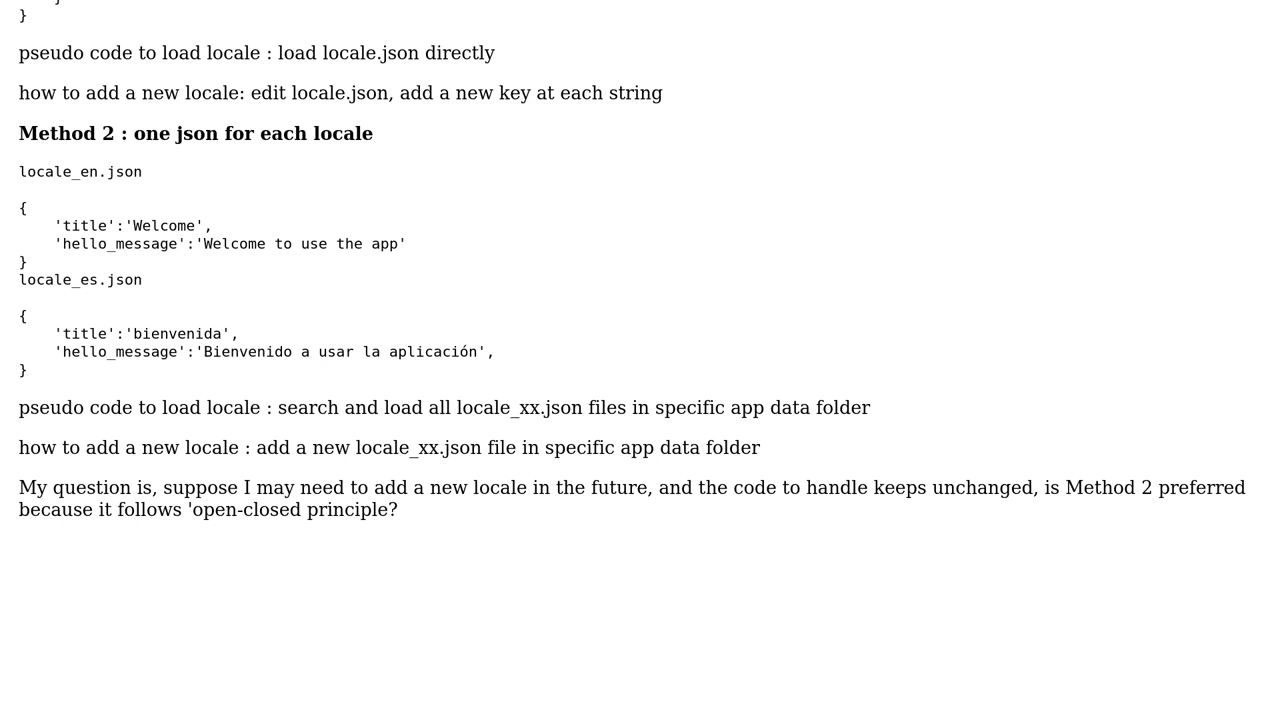 }
pseudo code to load locale : load locale.json directly
how to add a new locale: edit locale.json, add a new key at each string
Method 2 : one json for each locale
locale_en.json
{
    'title':'Welcome',
    'hello_message':'Welcome to use the app'
}
locale_es.json
{
    'title':'bienvenida',
    'hello_message':'Bienvenido a usar la aplicación',
}
pseudo code to load locale : search and load all locale_xx.json files in specific app data folder
how to add a new locale : add a new locale_xx.json file in specific app data folder
My question is, suppose I may need to add a new locale in the future, and the code to handle keeps unchanged, is Method 2 preferred
because it follows 'open-closed principle?